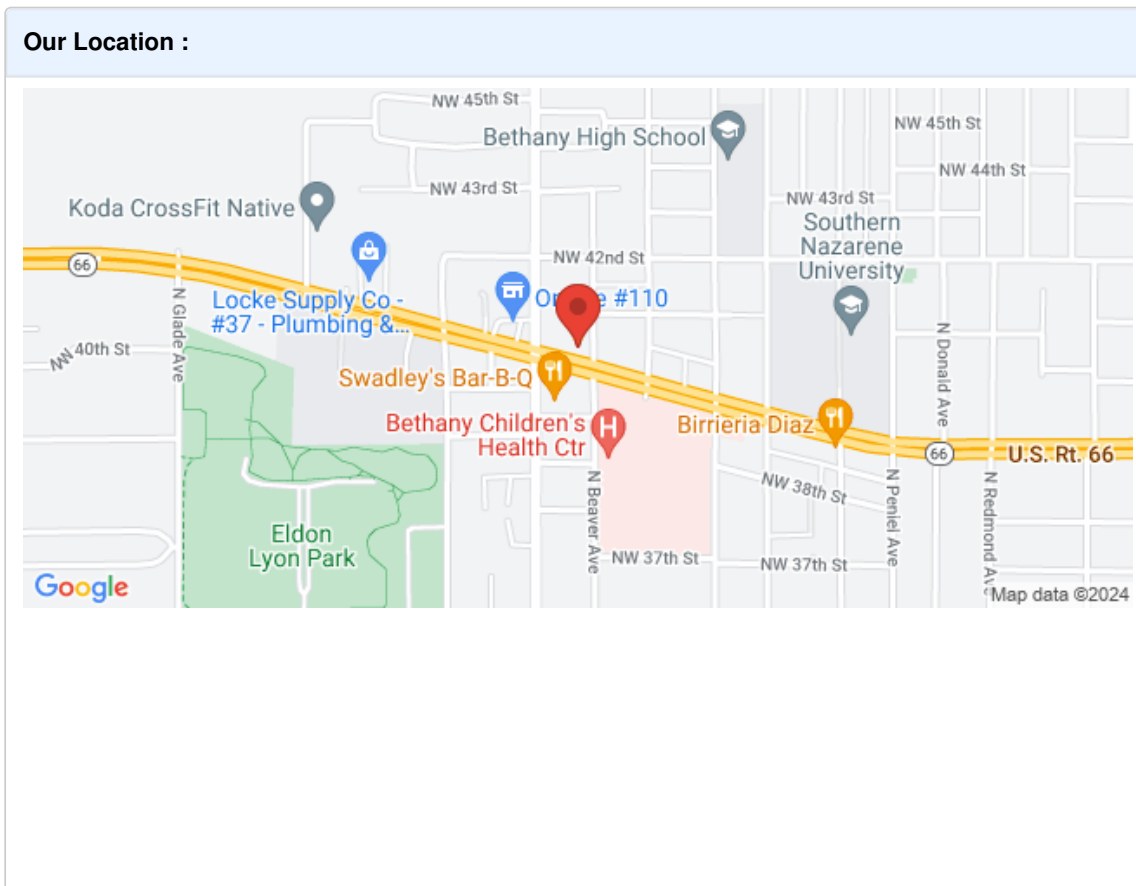 Our Location :
NW 45th St
Bethany High School
NW 45th St
NW 44th St
NW 43rd St
NW 43rd St
Koda CrossFit Native
Southern
Nazarene
University
NW 42nd St
66
Locke Supply Co -
#37 - Plumbing &...
#110
N Glade Ave
40th St
N Donald Ave
Swadley's Bar-B-Q
Bethany Children's
Health Ctr
H
Birrieria Diaz
66
U.S. Rt. 66
NW 38th St
N Beaver Ave
N Peniel Ave
N Redmond Av
Eldon
Lyon Park
NW 37th St
NW 37th St
Google
Map data ©2024